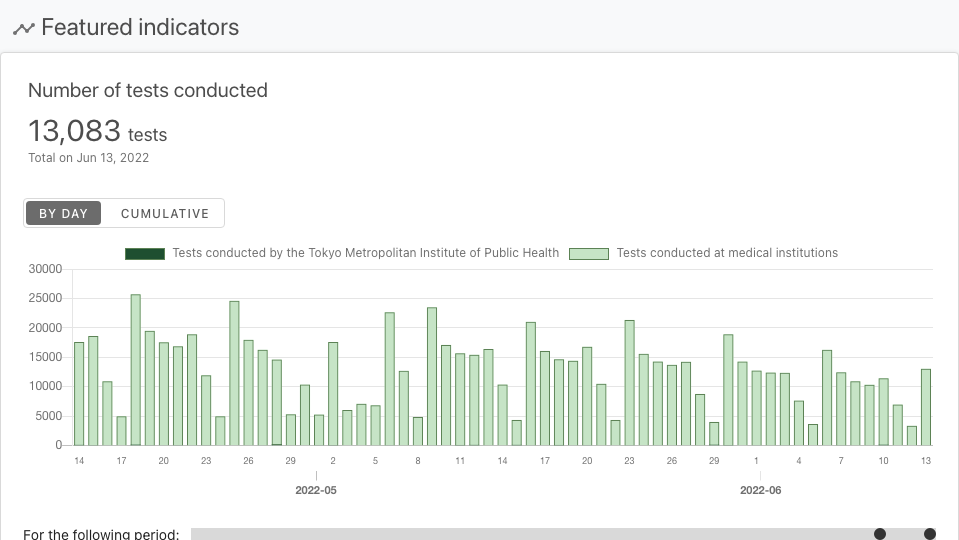 Featured indicators
Number of tests conducted
13,083 tests
Total on Jun 13, 2022
BY DAY CUMULATIVE
Tests conducted by the Tokyo Metropolitan Institute of Public Health Tests conducted at medical institutions
30000
25000
20000
15000
10000
5000
0
14 17 20 23 26 29 2 5 8 11 14 17 20 23 26 29 1 4 7 10 13
2022-05 2022-06
For the following period: